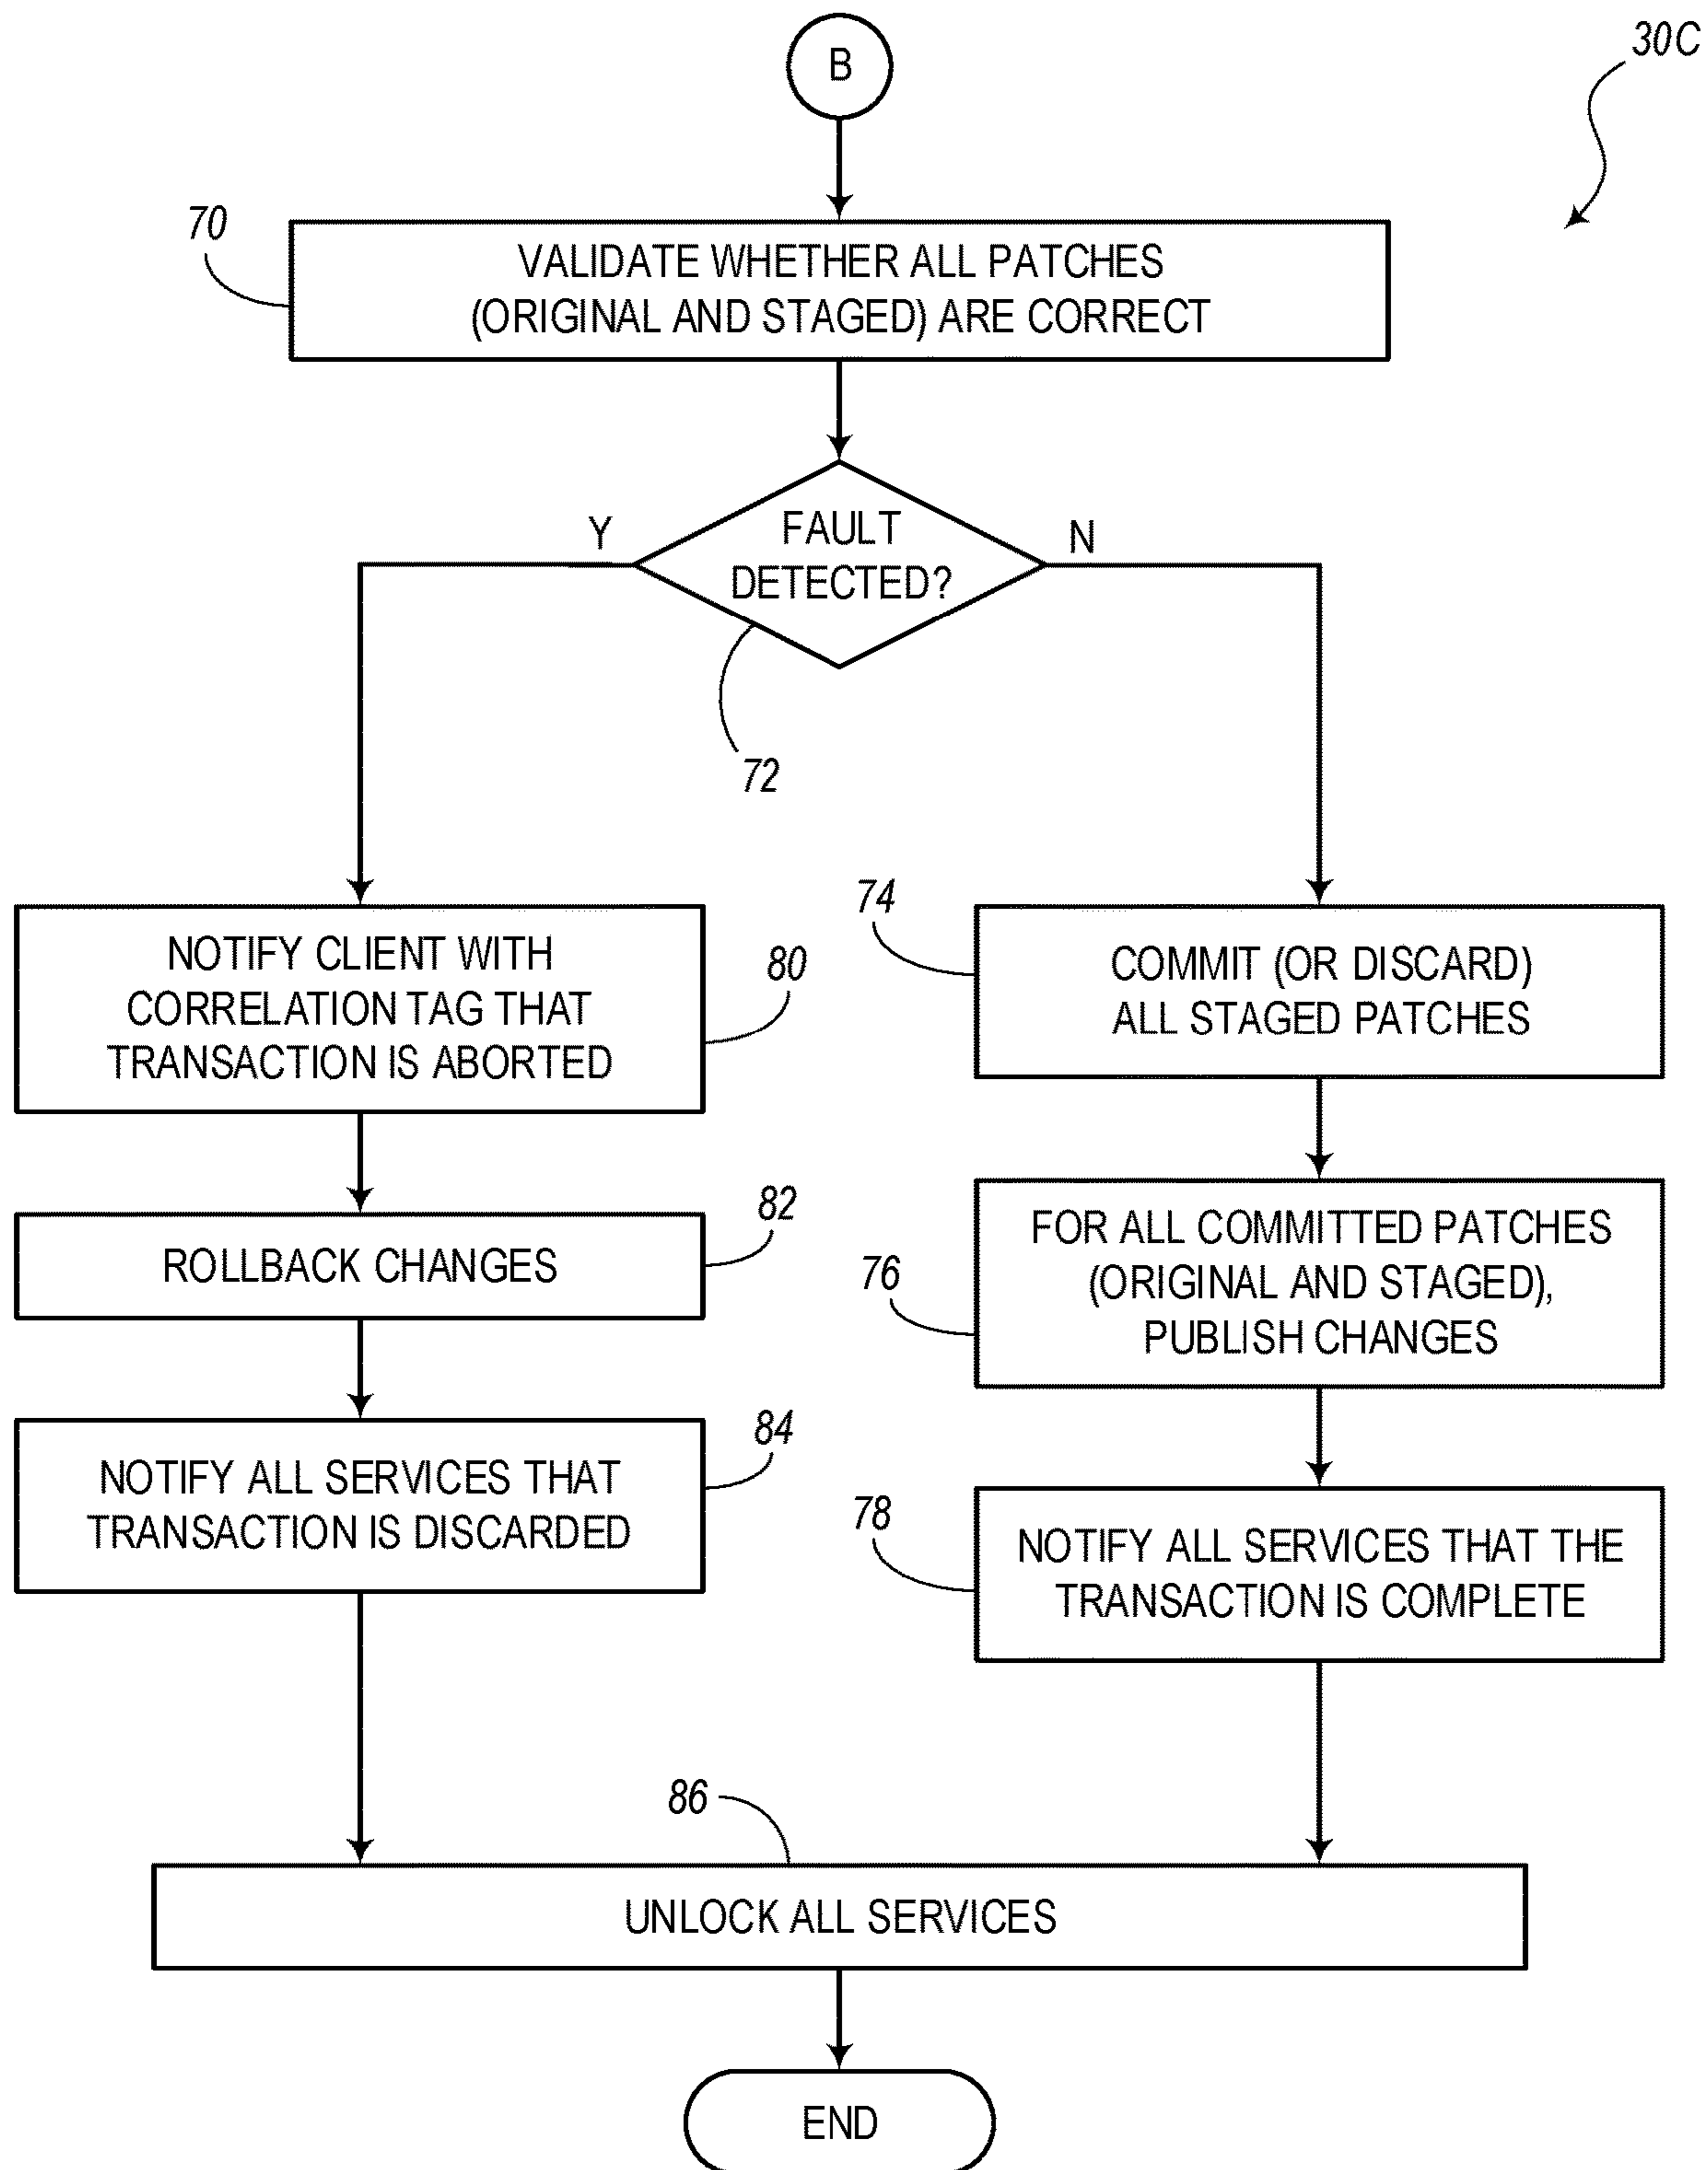 B
30C
70
VALIDATE WHETHER ALL PATCHES
(ORIGINAL AND STAGED) ARE CORRECT
Y
FAULT
DETECTED?
N
72
NOTIFY CLIENT WITH
CORRELATION TAG THAT
TRANSACTION IS ABORTED
80
74
COMMIT (OR DISCARD)
ALL STAGED PATCHES
ROLLBACK CHANGES
82
76
FOR ALL COMMITTED PATCHES
(ORIGINAL AND STAGED),
PUBLISH CHANGES
NOTIFY ALL SERVICES THAT
TRANSACTION IS DISCARDED
84
78
NOTIFY ALL SERVICES THAT THE
TRANSACTION IS COMPLETE
86
UNLOCK ALL SERVICES
END